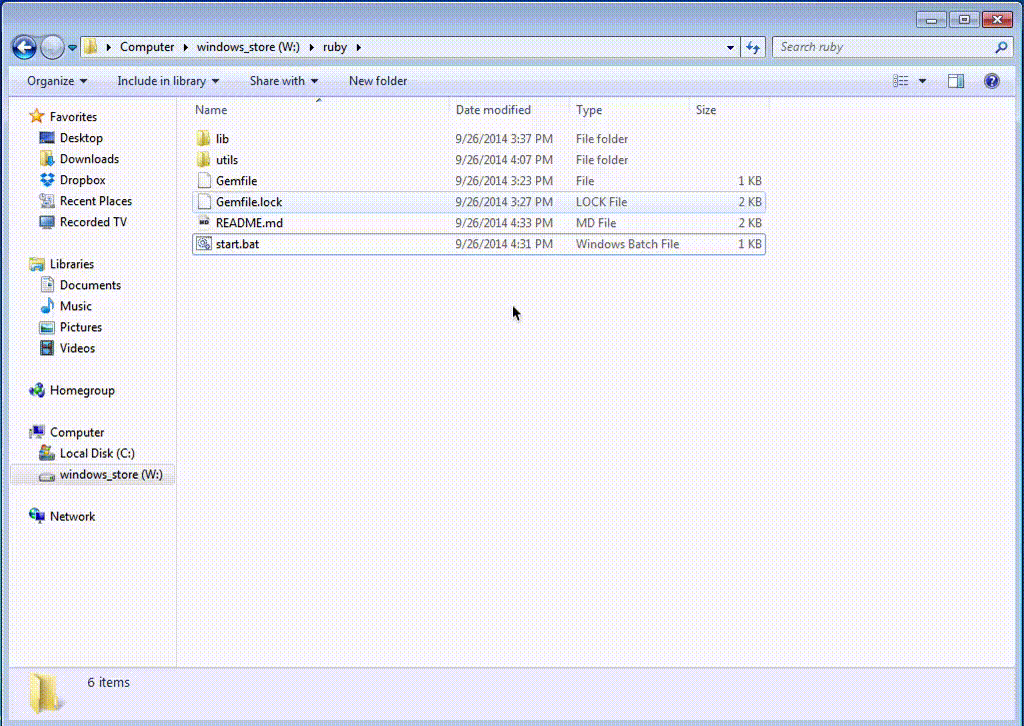 Computer windows_store (W:) ruby Search ruby
Organize Include in library Share with New folder
Name Date modified Type Size
lib 9/26/2014 3:37 PM File folder
utils 9/26/2014 4:07 PM File folder
Gemfile 9/26/2014 3:23 PM File 1 KB
Gemfile.lock 9/26/2014 3:27 PM LOCK File 2 KB
README.md 9/26/2014 4:33 PM MD File 2 KB
start.bat 9/26/2014 4:31 PM Windows Batch File 1 KB
Favorites
Desktop
Downloads
Dropbox
Recent Places
Recorded TV
Libraries
Documents
Music
Pictures
Videos
Homegroup
Computer
Local Disk (C:)
windows_store (W:)
Network
6 items